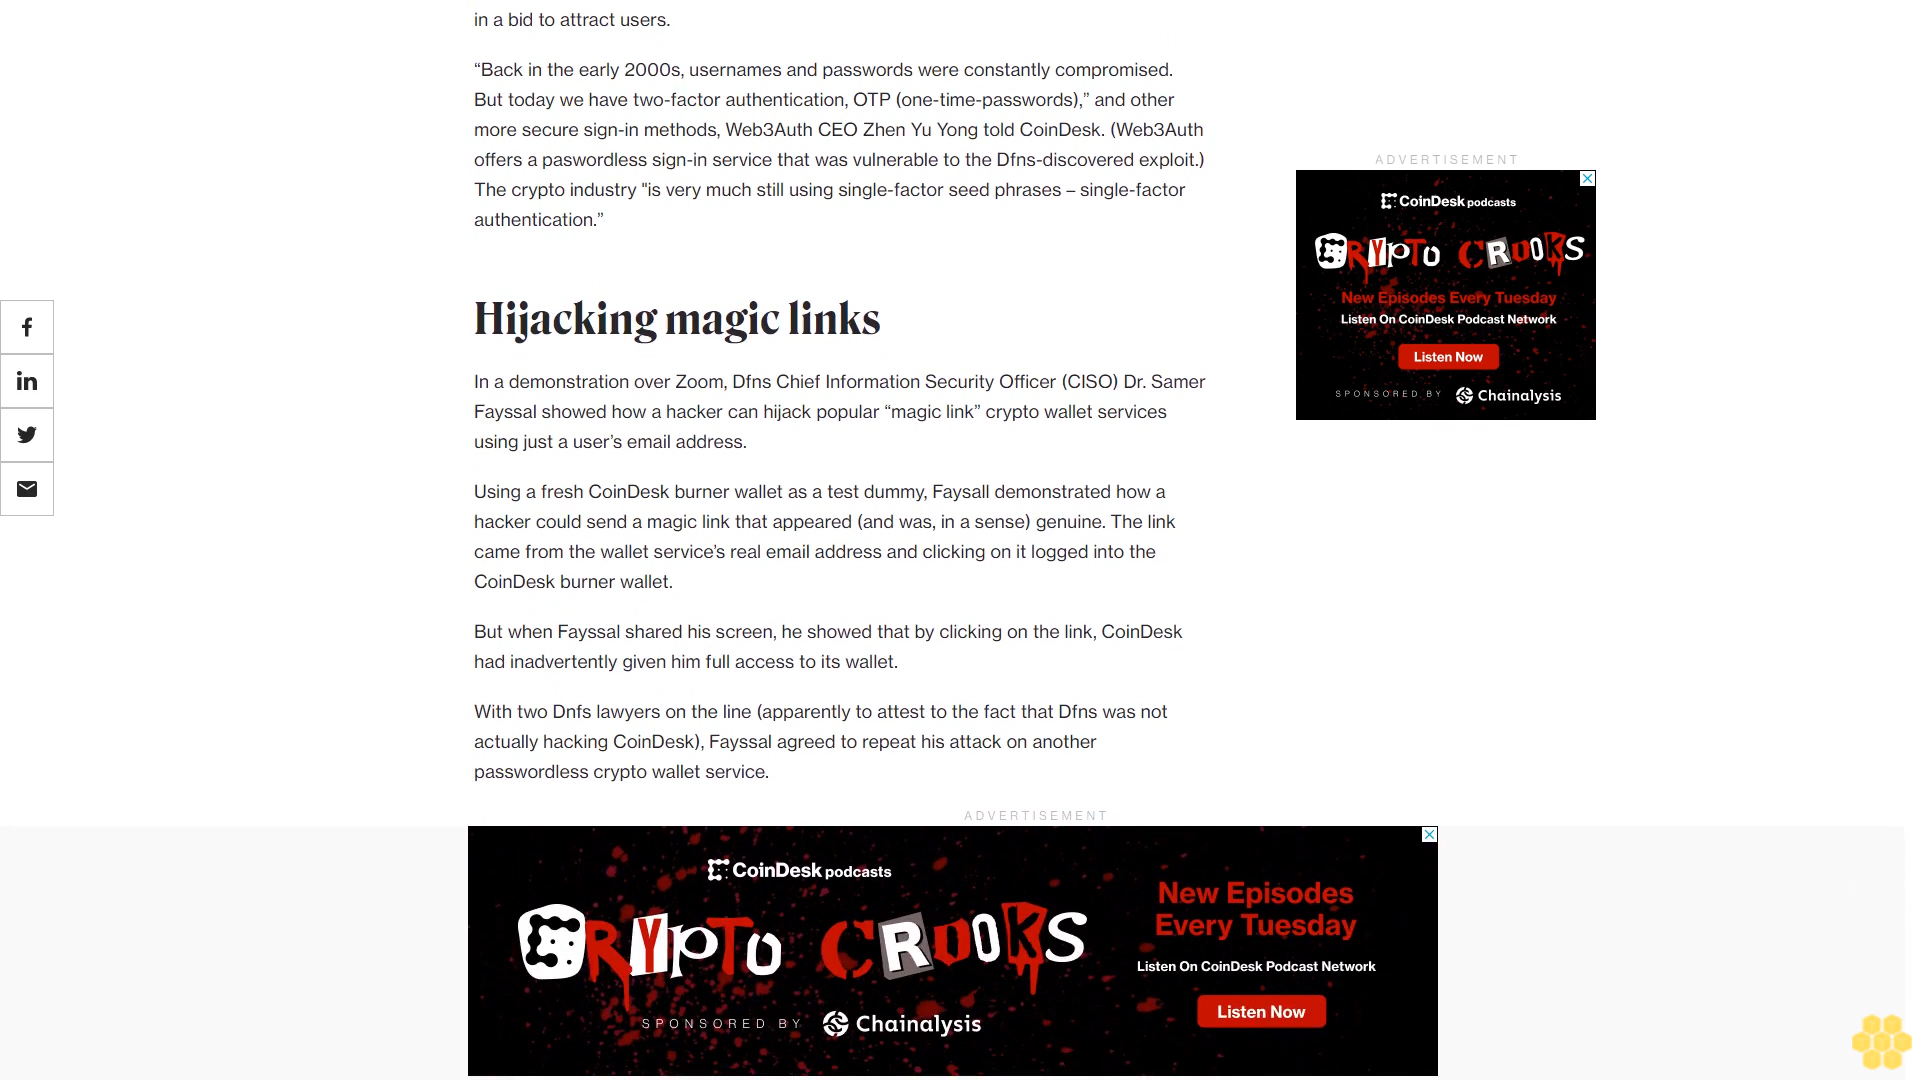 in a bid to attract users.
“Back in the early 2000s, usernames and passwords were constantly compromised.
But today we have two-factor authentication, OTP (one-time-passwords),” and other
more secure sign-in methods, Web3Auth CEO Zhen Yu Yong told CoinDesk. (Web3Auth
offers a paswordless sign-in service that was vulnerable to the Dfns-discovered exploit.)
The crypto industry "is very much still using single-factor seed phrases – single-factor
authentication.”
Hijacking magic links
In a demonstration over Zoom, Dfns Chief Information Security Officer (CISO) Dr. Samer
Fayssal showed how a hacker can hijack popular “magic link” crypto wallet services
using just a user’s email address.
Using a fresh CoinDesk burner wallet as a test dummy, Faysall demonstrated how a
hacker could send a magic link that appeared (and was, in a sense) genuine. The link
came from the wallet service’s real email address and clicking on it logged into the
CoinDesk burner wallet.
But when Fayssal shared his screen, he showed that by clicking on the link, CoinDesk
had inadvertently given him full access to its wallet.
With two Dnfs lawyers on the line (apparently to attest to the fact that Dfns was not
actually hacking CoinDesk), Fayssal agreed to repeat his attack on another
passwordless crypto wallet service.
ADVERTISEMENT
CoinDesk podcasts
CRYPTO CROOKS
New Episodes Every Tuesday
Listen On CoinDesk Podcast Network
Listen Now
SPONSORED BY Chainalysis
ADVERTISEMENT
CoinDesk podcasts
CRYPTO CROOKS
SPONSORED BY Chainalysis
New Episodes
Every Tuesday
Listen On CoinDesk Podcast Network
Listen Now